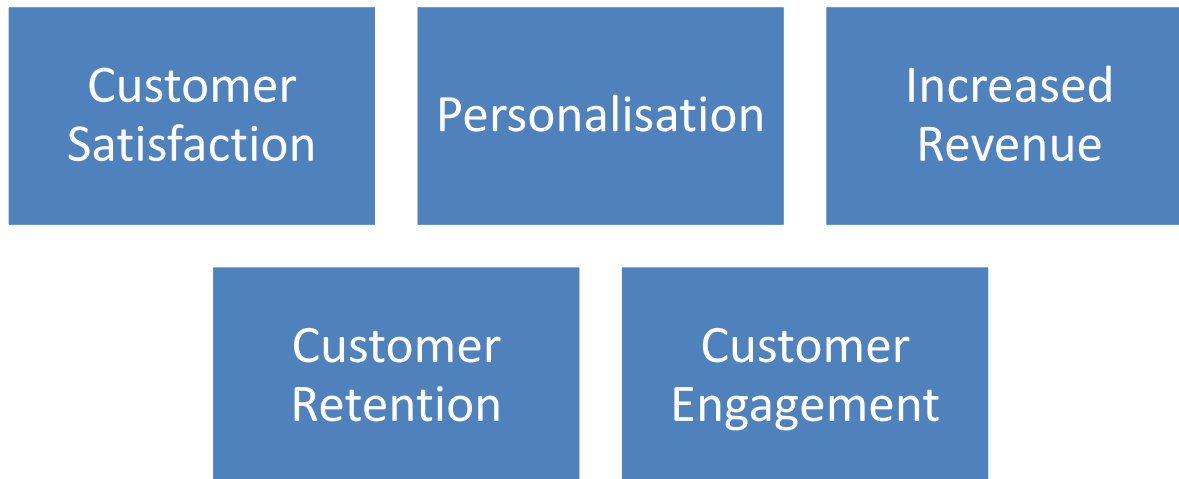 Customer
Satisfaction
Personalisation
Increased
Revenue
Customer
Retention
Customer
Engagement